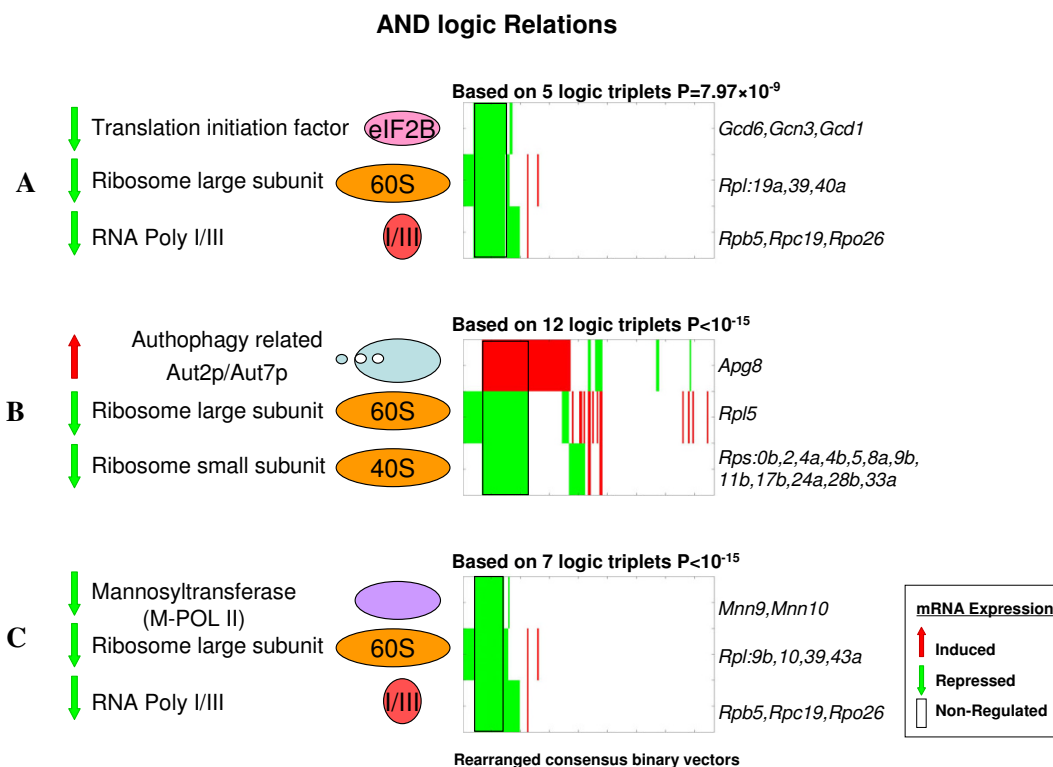 AND logic Relations
Based on 5 logic triplets P=7.97×10-9
A
Translation initiation factor
eIF2B
Gcd6,Gcn3,Gcd1
Ribosome large subunit
60S
Rpl:19a,39,40a
RNA Poly I/III
I/III
Rpb5,Rpc19,Rpo26
Based on 12 logic triplets P<10-15
B
Authophagy related
Aut2p/Aut7p
Apg8
Ribosome large subunit
60S
Rpl5
Ribosome small subunit
40S
Rps:0b,2,4a,4b,5,8a,9b,
11b,17b,24a,28b,33a
Based on 7 logic triplets P<10-15
C
Mannosyltransferase
(M-POL II)
Mnn9,Mnn10
Ribosome large subunit
60S
Rpl:9b,10,39,43a
RNA Poly I/III
I/III
Rpb5,Rpc19,Rpo26
Rearranged consensus binary vectors
mRNA Expression
Induced
Repressed
Non-Regulated